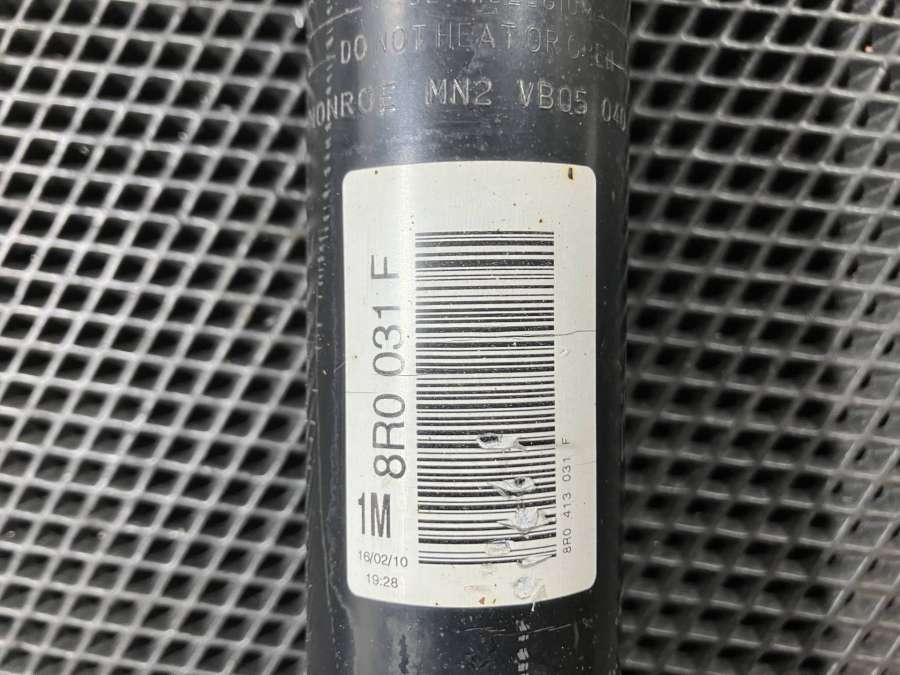 DO NOT HEAT OR OPEN
MONROE MN2 VB05 040
8R0 031 F
1M
16/02/10
19:28
8R0 413 031 F